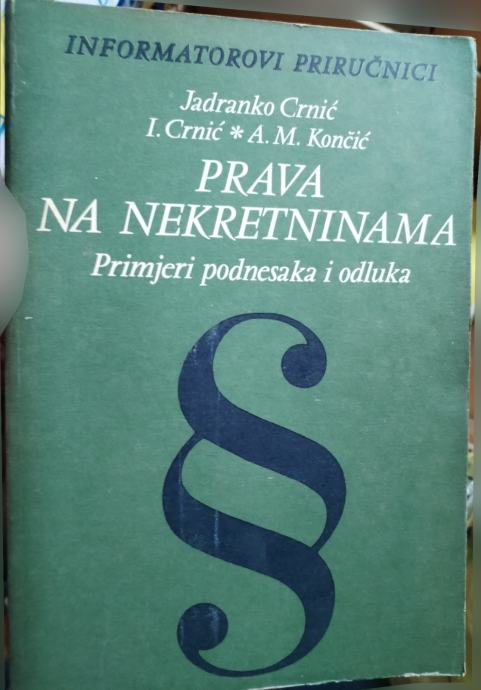 INFORMATOROVI PRIRUČNICI
Jadranko Crnić
I. Crnić * A. M. Končić
PRAVA
NA NEKRETNINAMA
Primjeri podnesaka i odluka
§